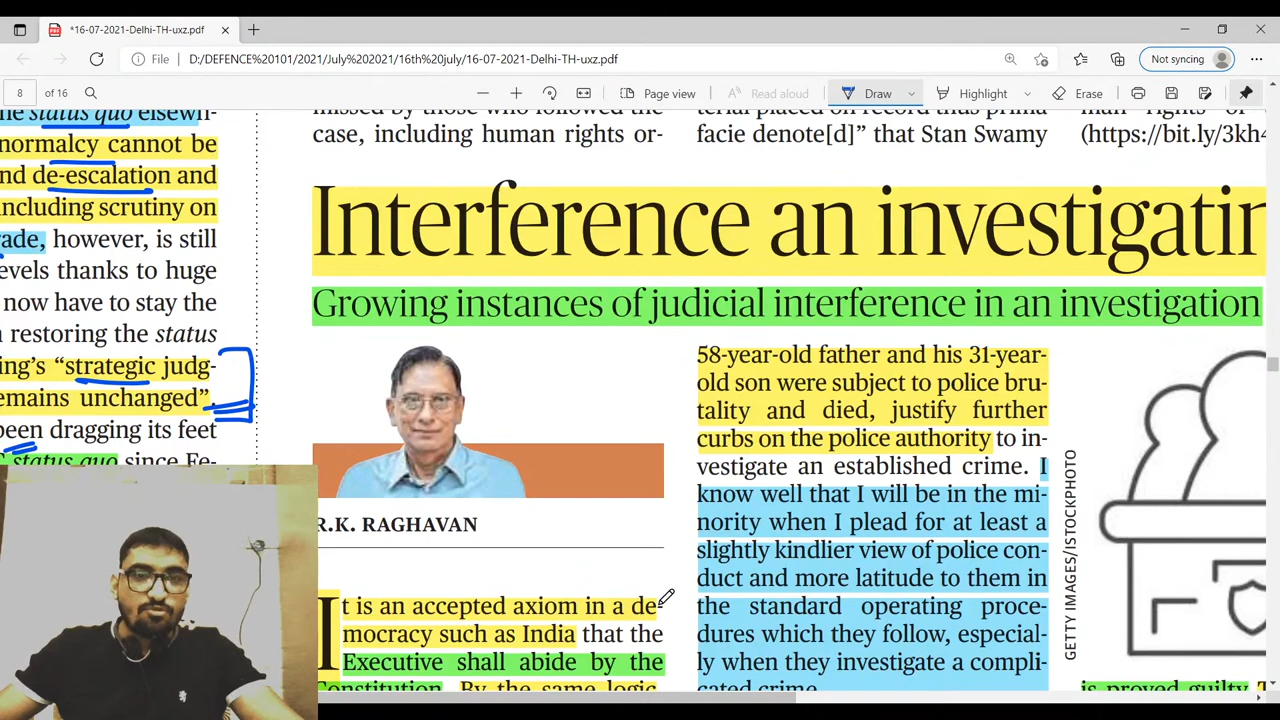 *16-07-2021-Delhi-TH-uxz.pdf
File
D:/DEFENCE%20101/2021/July%202021/16th%20july/16-07-2021-Delhi-TH-uxz.pdf
Not syncing
8 of 16
Page view
Read aloud
Draw
Highlight
Erase
status quo elsewh-
normalcy cannot be
nd de-escalation and
including scrutiny on
rade, however, is still
evels thanks to huge
now have to stay the
restoring the status
ing's “strategic judg-
emains unchanged”.
been dragging its feet
status quo since Fe-
missed by those who followed the
case, including human rights or-
terial placed on record thus prima
facie denote[d]” that Stan Swamy
(https://bit.ly/3kh4
Interference an investigatin
Growing instances of judicial interference in an investigation
R.K. RAGHAVAN
It is an accepted axiom in a de-
mocracy such as India that the
Executive shall abide by the
Constitution. By the same logic
58-year-old father and his 31-year-
old son were subject to police bru-
tality and died, justify further
curbs on the police authority to in-
vestigate an established crime. I
know well that I will be in the mi-
nority when I plead for at least a
slightly kindlier view of police con-
duct and more latitude to them in
the standard operating proce-
dures which they follow, especial-
ly when they investigate a compli-
cated crime.
GETTY IMAGES/ISTOCKPHOTO
is proved guilty